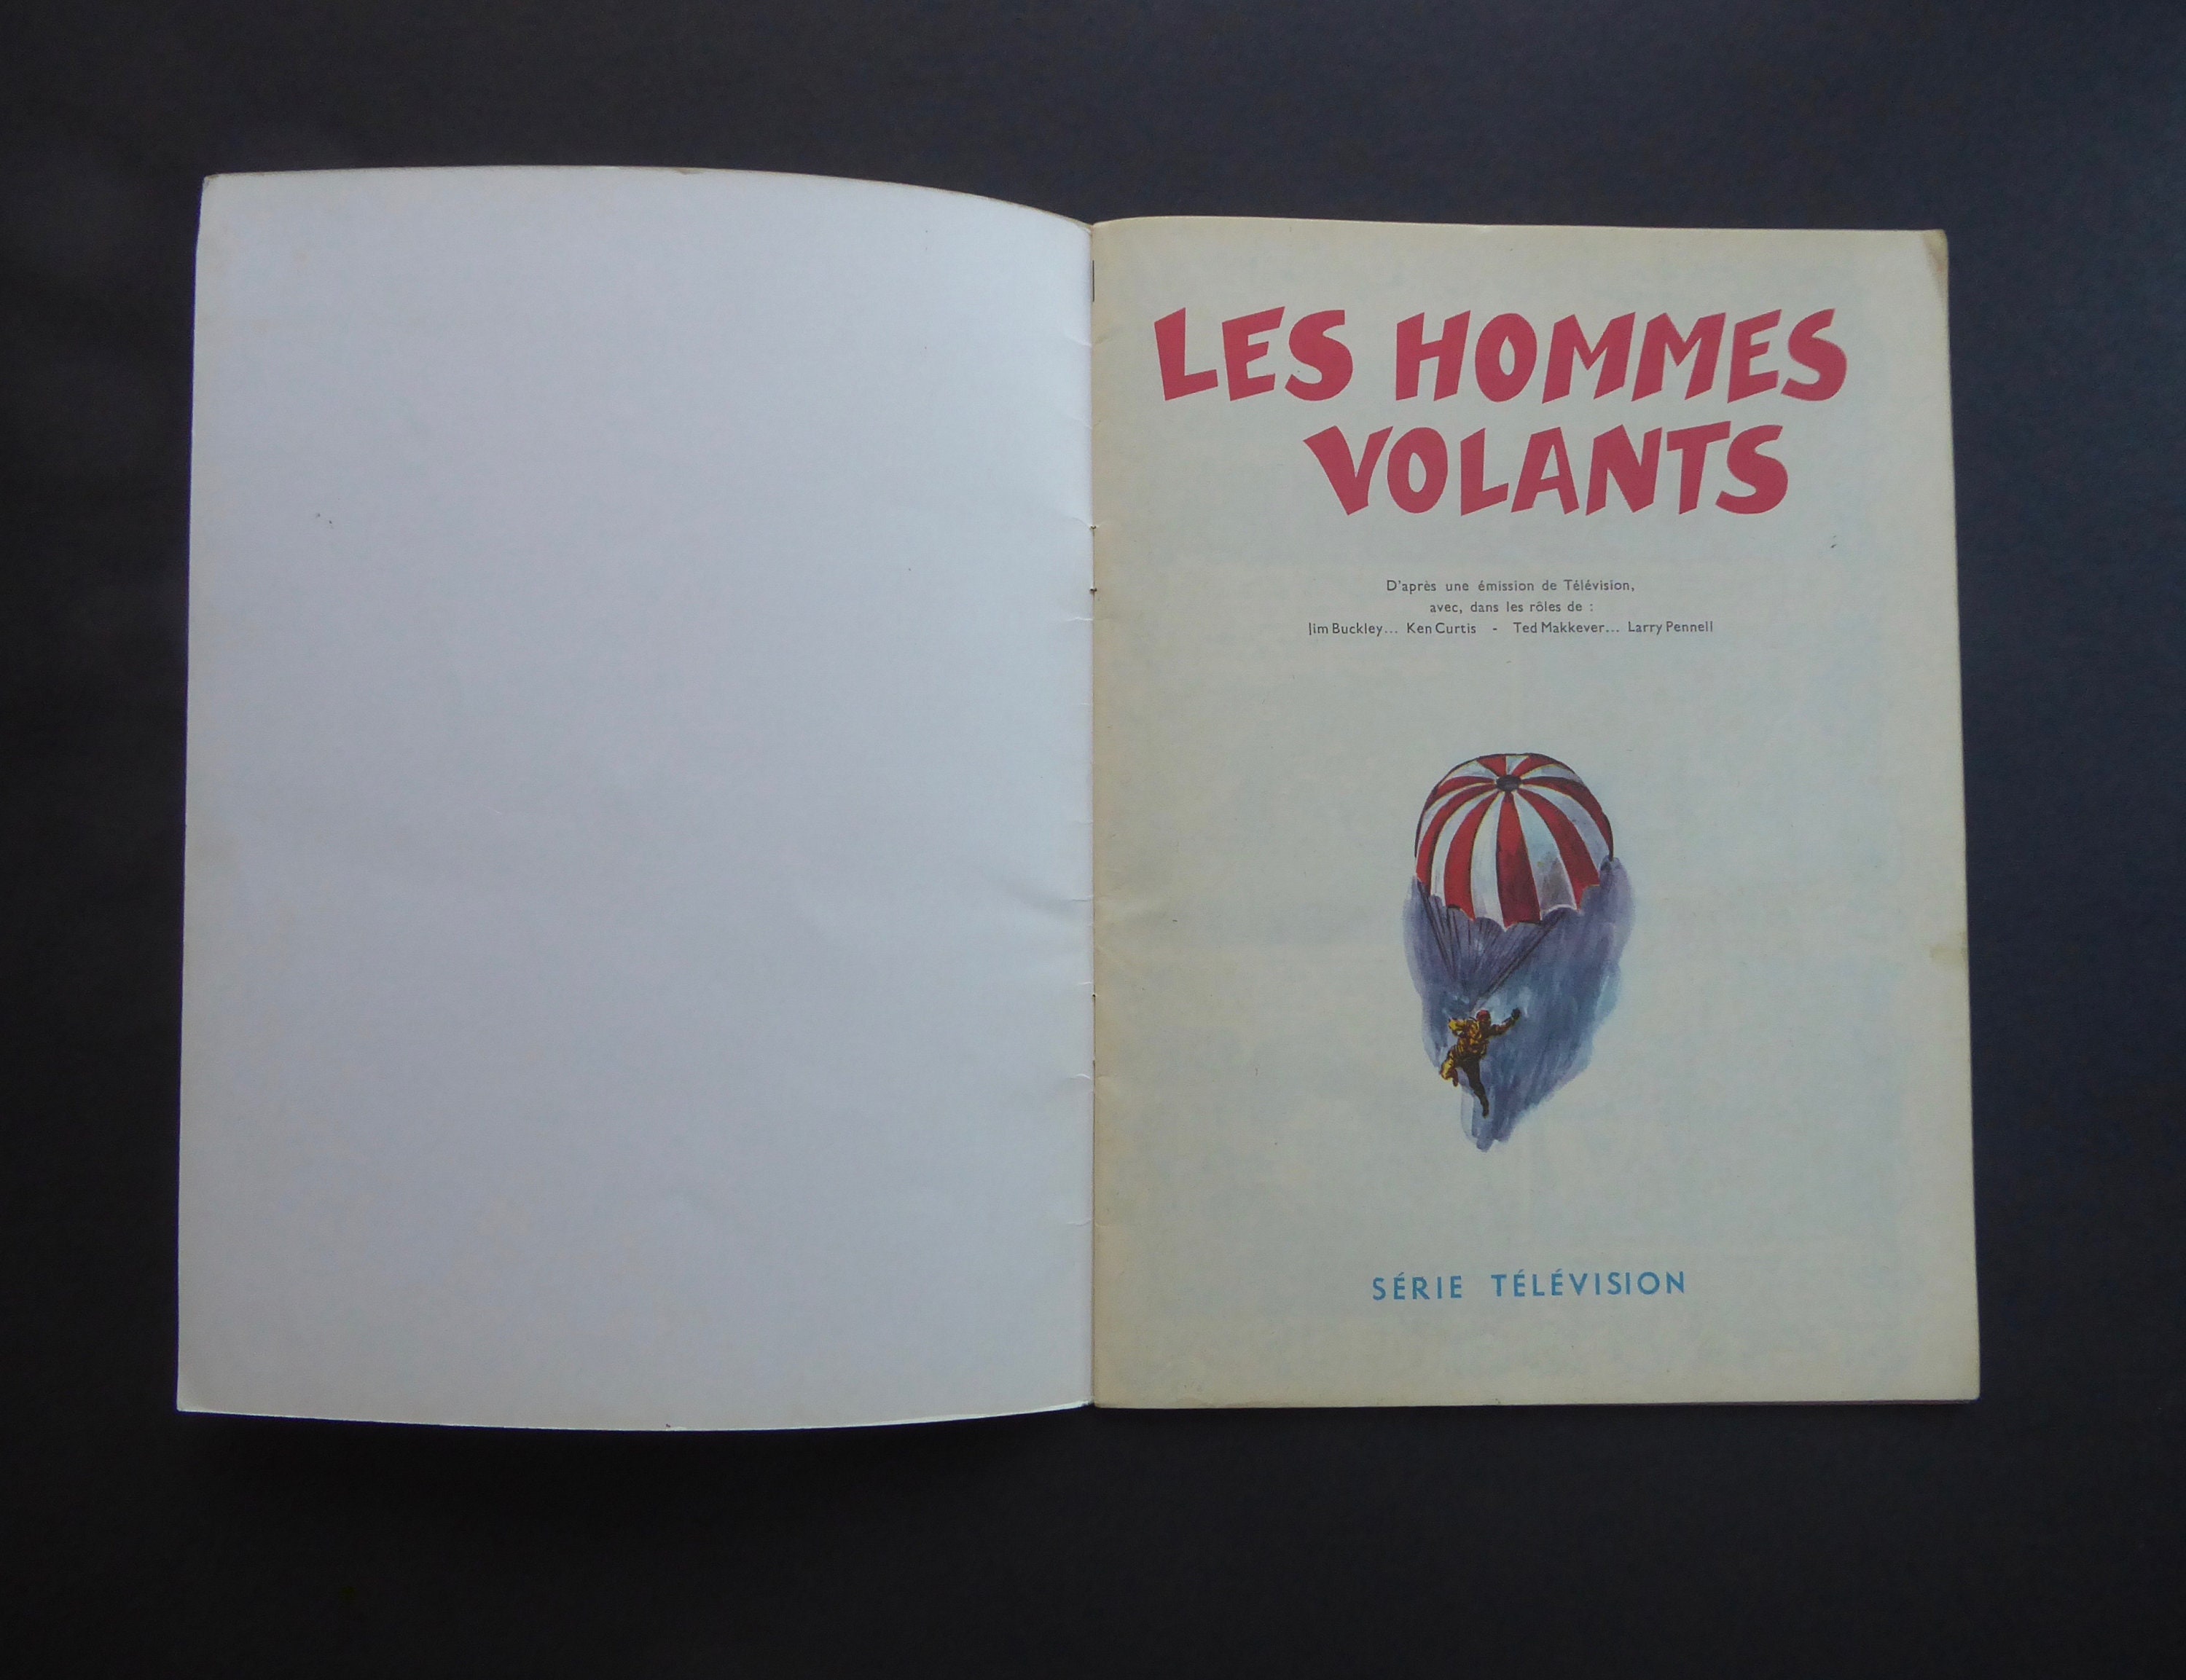 LES HOMMES
VOLANTS
D'après une émission de Télévision,
avec, dans les rôles de :
Jim Buckley... Ken Curtis - Ted Makkever... Larry Pennell
SÉRIE TÉLÉVISION